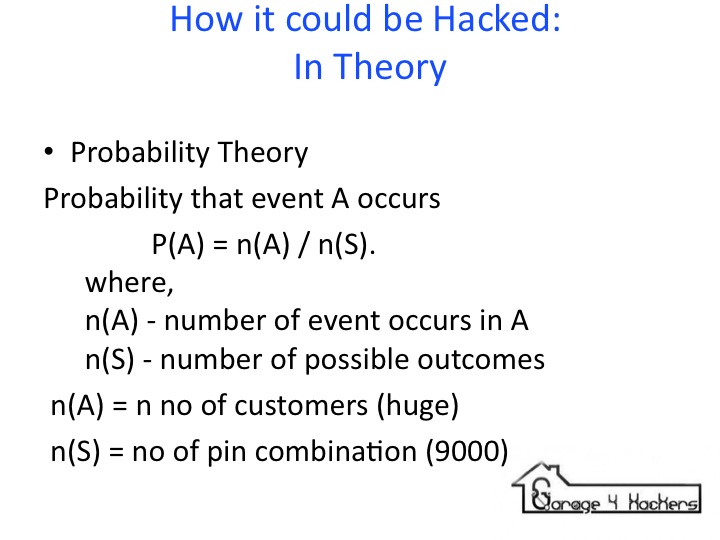 How it could be Hacked:
In Theory
• Probability Theory
Probability that event A occurs
P(A) = n(A) / n(S).
where,
n(A) - number of event occurs in A
n(S) - number of possible outcomes
n(A) = n no of customers (huge)
n(S) = no of pin combination (9000)
Garage 4 Hackers